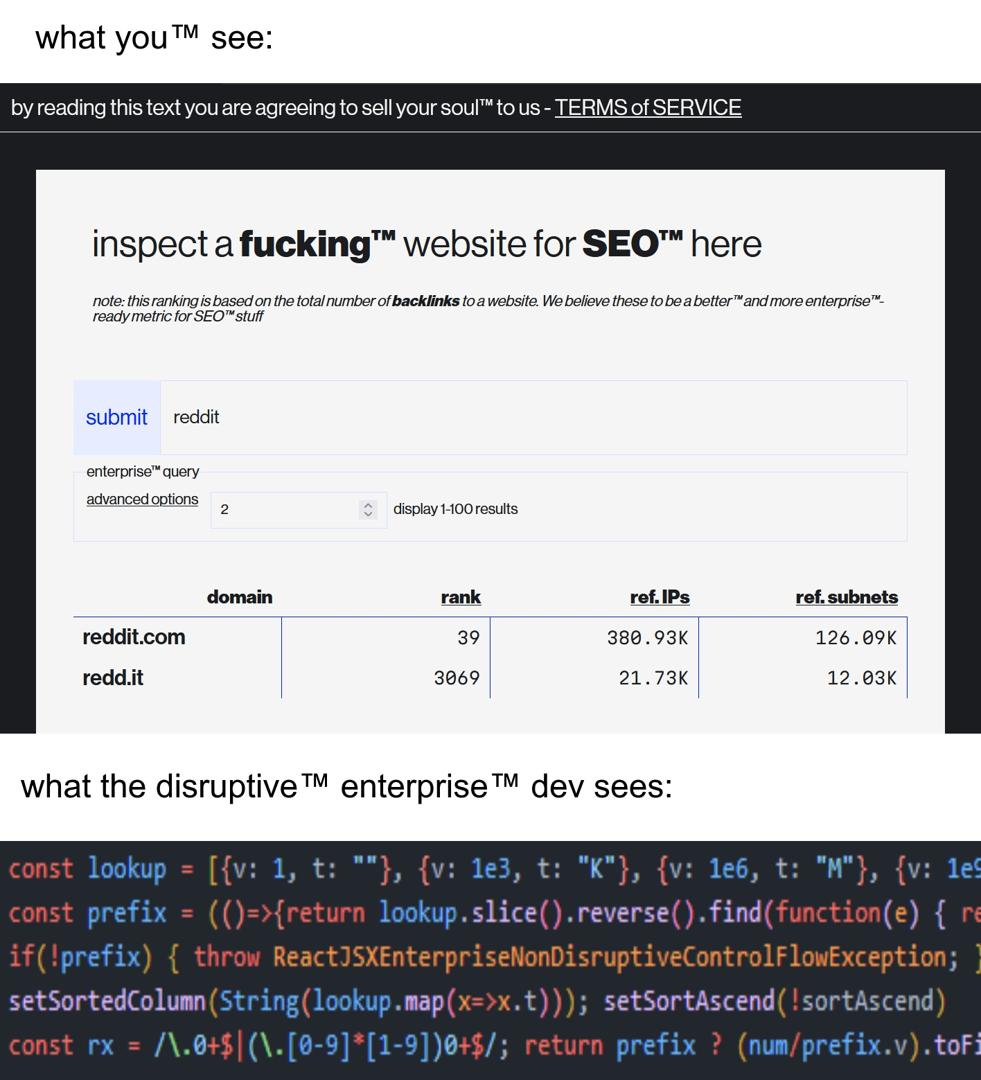 what you™ see:
by reading this text you are agreeing to sell your soul™ to us - TERMS of SERVICE
inspect a fucking™ website for SEO™ here
note: this ranking is based on the total number of backlinks to a website. We believe these to be a better™ and more enterprise™-
ready metric for SEO™ stuff
submit reddit
enterprise™ query
advanced options 2 display 1-100 results
domain rank ref. IPs ref. subnets
reddit.com 39 380.93K 126.09K
redd.it 3069 21.73K 12.03K
what the disruptive™ enterprise™ dev sees:
const lookup = [{v: 1, t: ""}, {v: 1e3, t: "K"}, {v: 1e6, t: "M"}, {v: 1e9
const prefix = (()=>{return lookup.slice().reverse().find(function(e) { re
if(!prefix) { throw ReactJSXEnterpriseNonDisruptiveControlFlowException; }
setSortedColumn(String(lookup.map(x=>x.t))); setSortAscend(!sortAscend)
const rx = /\.0+$|(\.[0-9]*[1-9])0+$/; return prefix ? (num/prefix.v).toFi